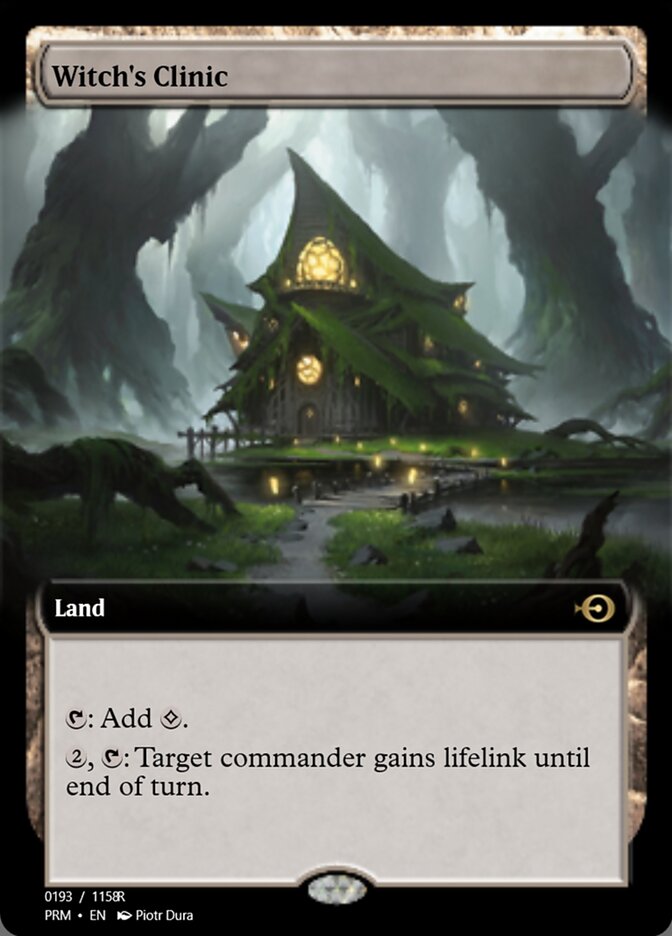 Witch's Clinic
Land
: Add .
2, : Target commander gains lifelink until
end of turn.
0193 / 1158R
PRM • EN Piotr Dura